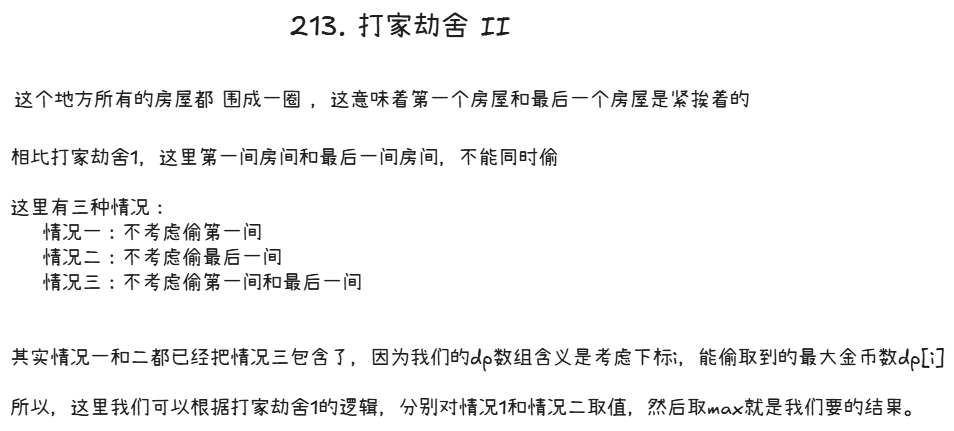 213. 打家劫舍 II
这个地方所有的房屋都 围成一圈 ，这意味着第一个房屋和最后一个房屋是紧挨着的
相比打家劫舍1，这里第一间房间和最后一间房间，不能同时偷
这里有三种情况：
情况一：不考虑偷第一间
情况二：不考虑偷最后一间
情况三：不考虑偷第一间和最后一间
其实情况一和二都已经把情况三包含了，因为我们的dp数组含义是考虑下标i，能偷取到的最大金币数dp[i]
所以，这里我们可以根据打家劫舍1的逻辑，分别对情况1和情况二取值，然后取max就是我们要的结果。